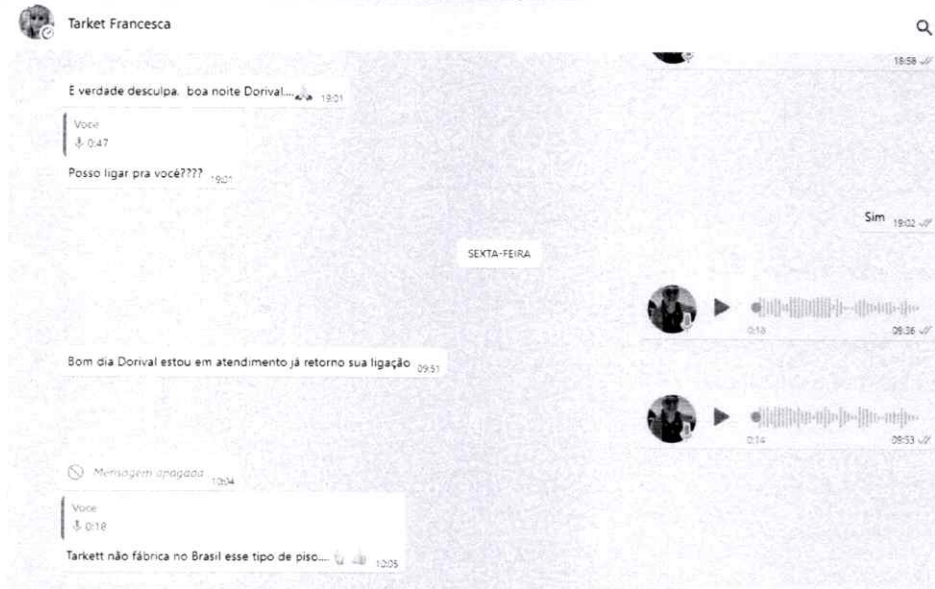 Tarket Francesca
18:58
E verdade desculpa. boa noite Dorival.... 19:01
Voce
0:47
Posso ligar pra você???? 19:01
Sim 19:02
SEXTA-FEIRA
0:18 09:36
Bom dia Dorival estou em atendimento já retorno sua ligação 09:51
0:14 09:53
Mensagem apagada 10:04
Voce
0:18
Tarkett não fábrica no Brasil esse tipo de piso.... 10:05